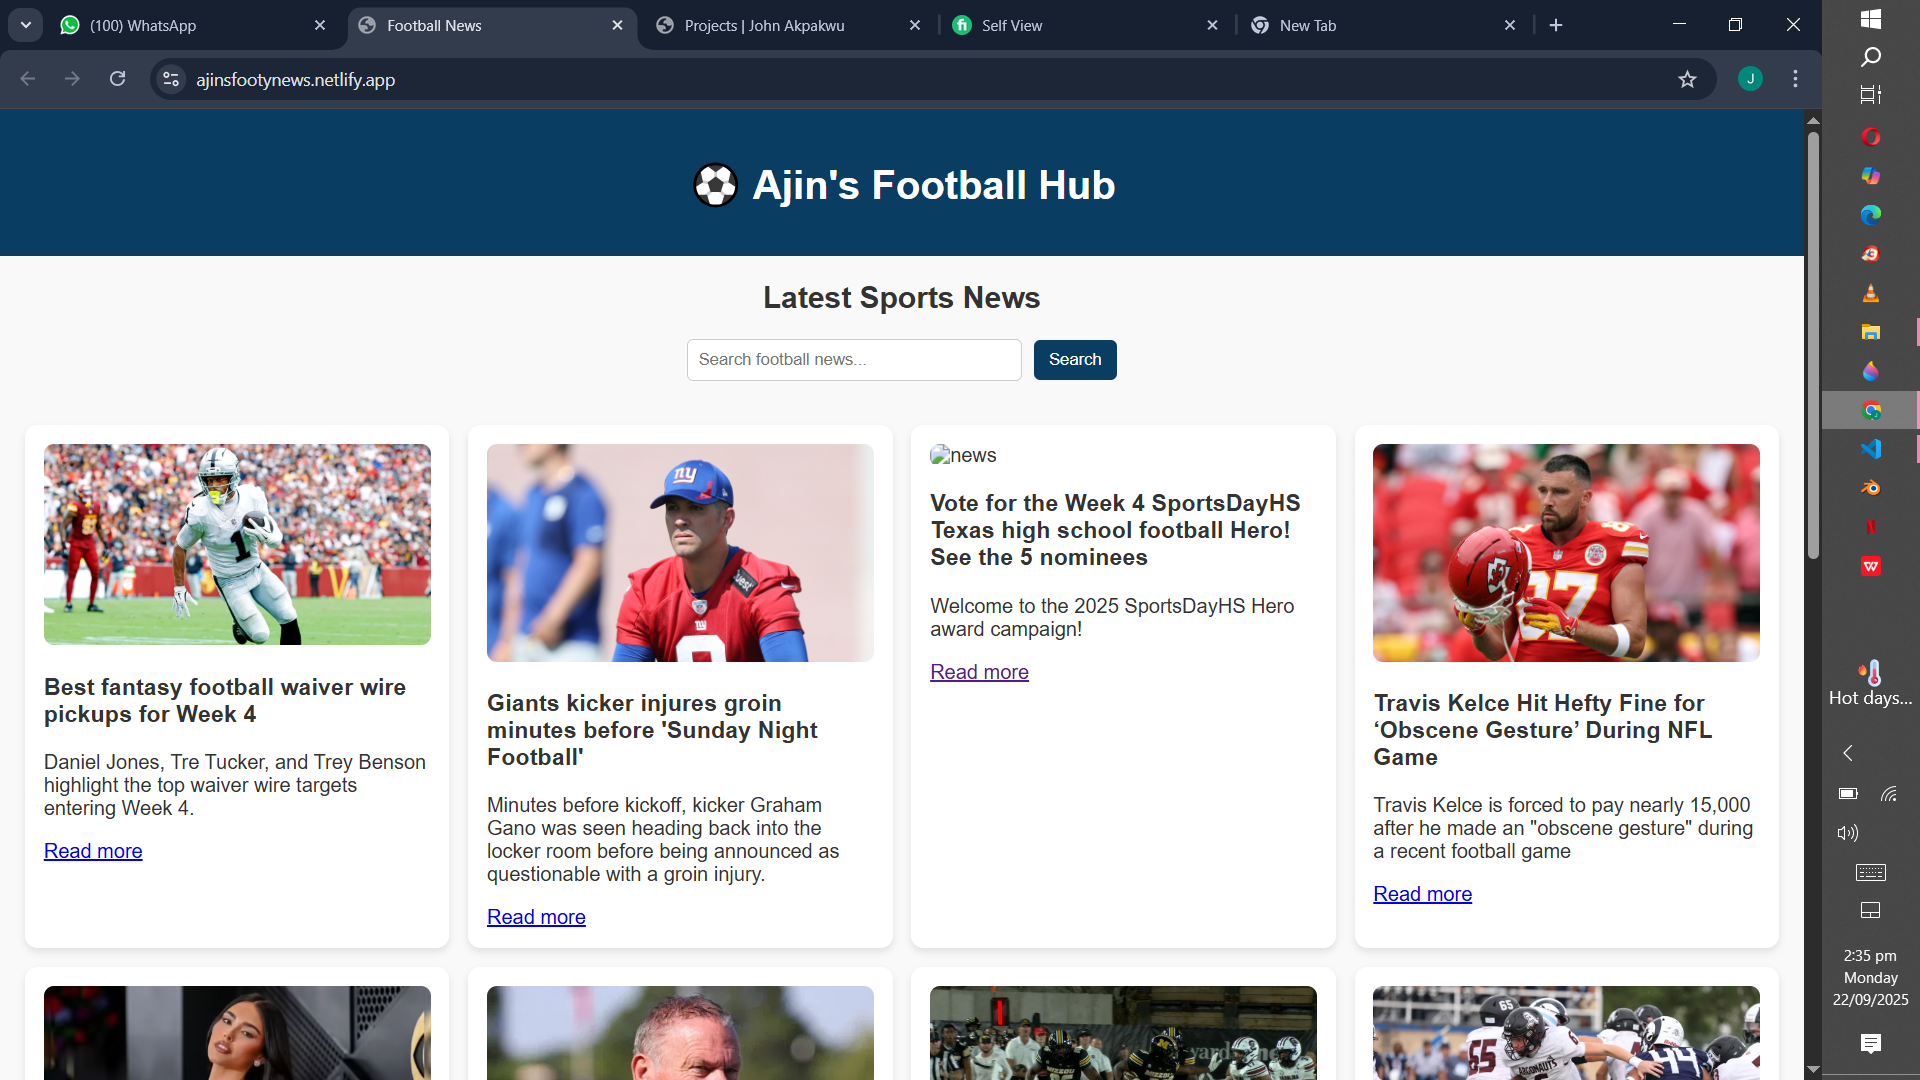 (100) WhatsApp
Football News
Projects | John Akpakwu
Self View
New Tab
ajinsfootynews.netlify.app
J
Ajin's Football Hub
Latest Sports News
Search football news...
Search
Best fantasy football waiver wire
pickups for Week 4
Daniel Jones, Tre Tucker, and Trey Benson
highlight the top waiver wire targets
entering Week 4.
Read more
ny
Guest
Giants kicker injures groin
minutes before 'Sunday Night
Football'
Minutes before kickoff, kicker Graham
Gano was seen heading back into the
locker room before being announced as
questionable with a groin injury.
Read more
news
Vote for the Week 4 SportsDayHS
Texas high school football Hero!
See the 5 nominees
Welcome to the 2025 SportsDayHS Hero
award campaign!
Read more
87
Travis Kelce Hit Hefty Fine for
‘Obscene Gesture’ During NFL
Game
Travis Kelce is forced to pay nearly 15,000
after he made an "obscene gesture" during
a recent football game
Read more
65
65
ARGONAUTS
44
Hot days...
2:35 pm
Monday
22/09/2025